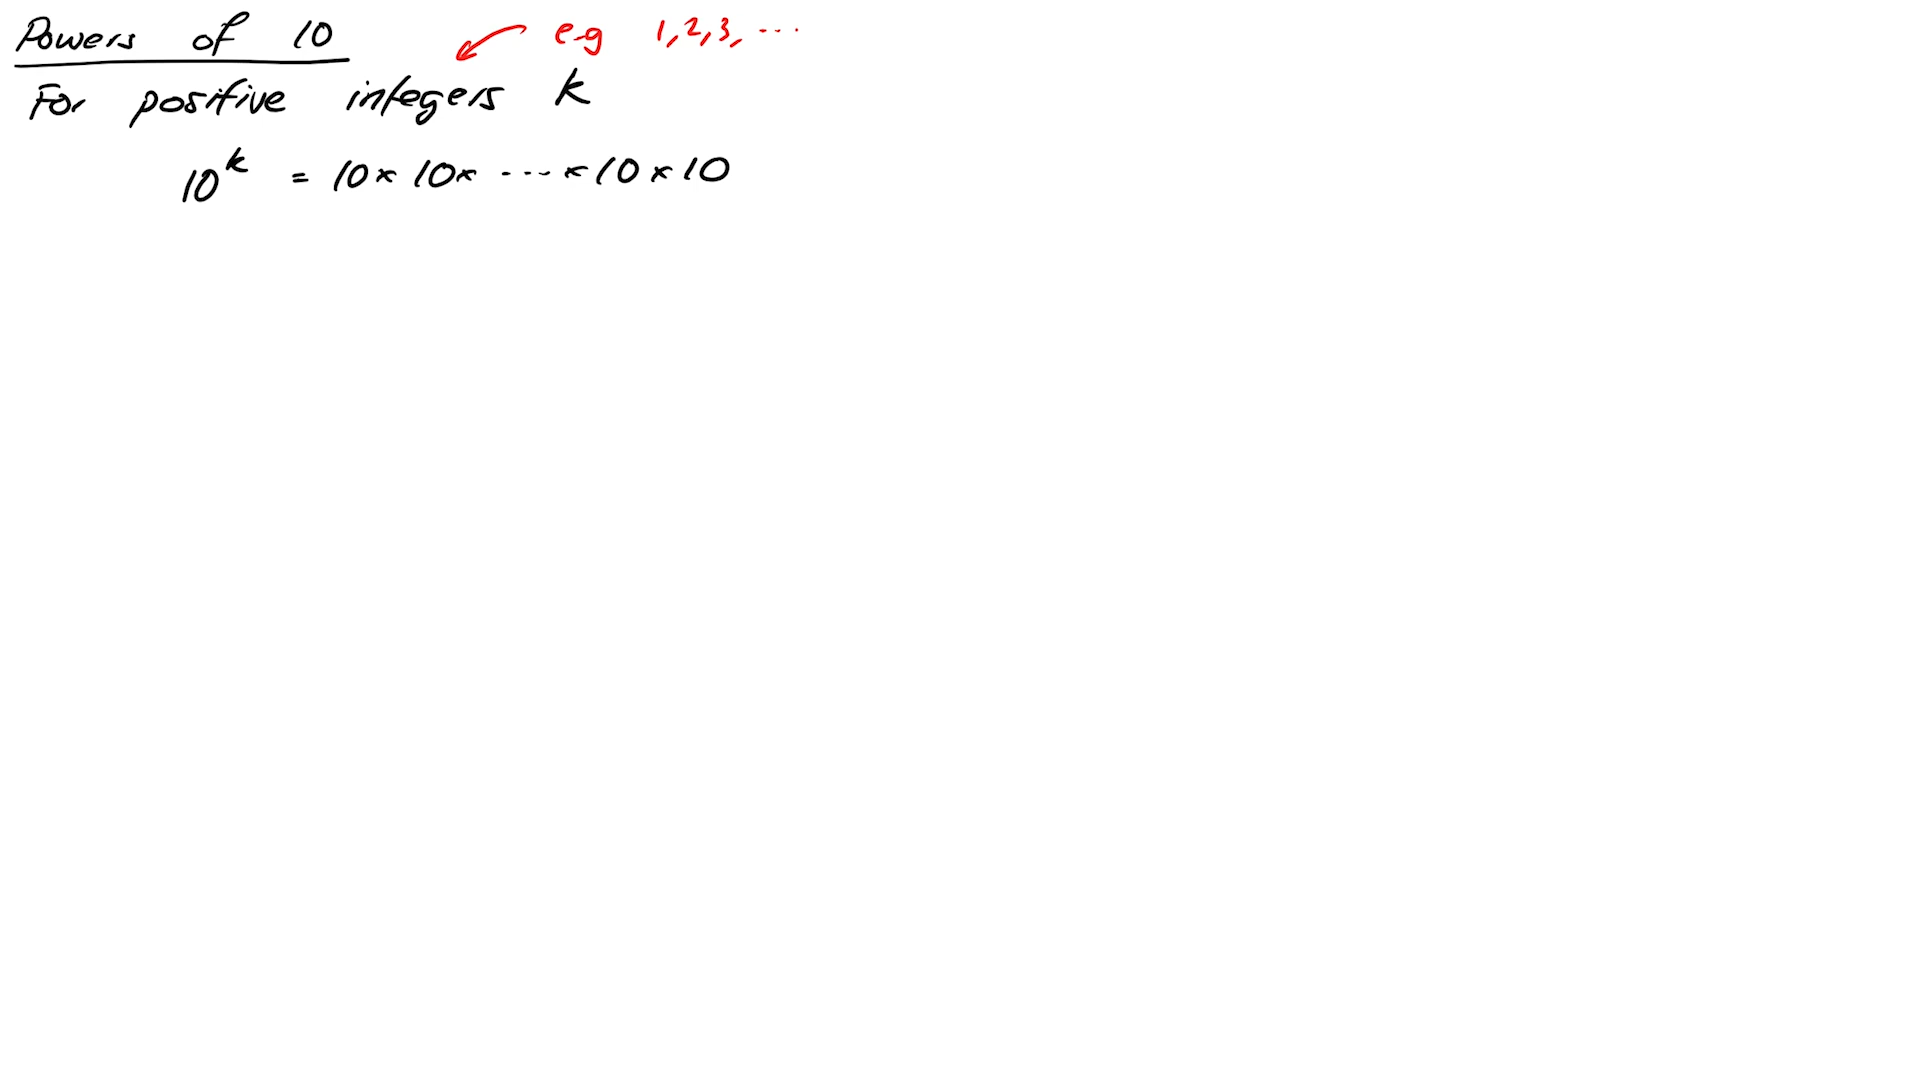 Powers of 10
e.g 1,2,3, ...
For positive integers k
10^k = 10 × 10 × ... × 10 × 10